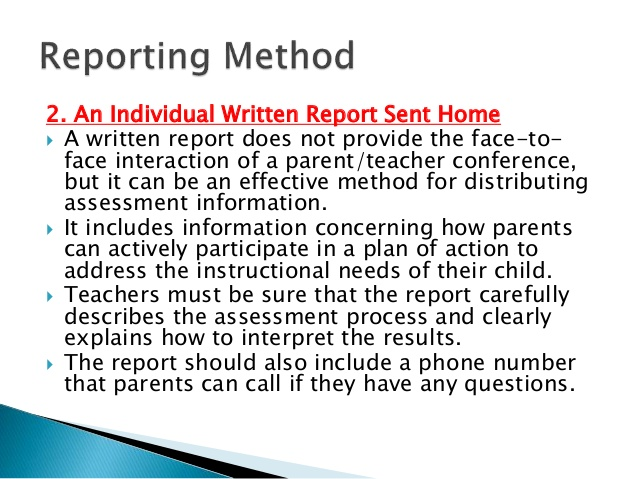 Reporting Method
2. An Individual Written Report Sent Home
A written report does not provide the face-to-
face interaction of a parent/teacher conference,
but it can be an effective method for distributing
assessment information.
It includes information concerning how parents
can actively participate in a plan of action to
address the instructional needs of their child.
Teachers must be sure that the report carefully
describes the assessment process and clearly
explains how to interpret the results.
The report should also include a phone number
that parents can call if they have any questions.